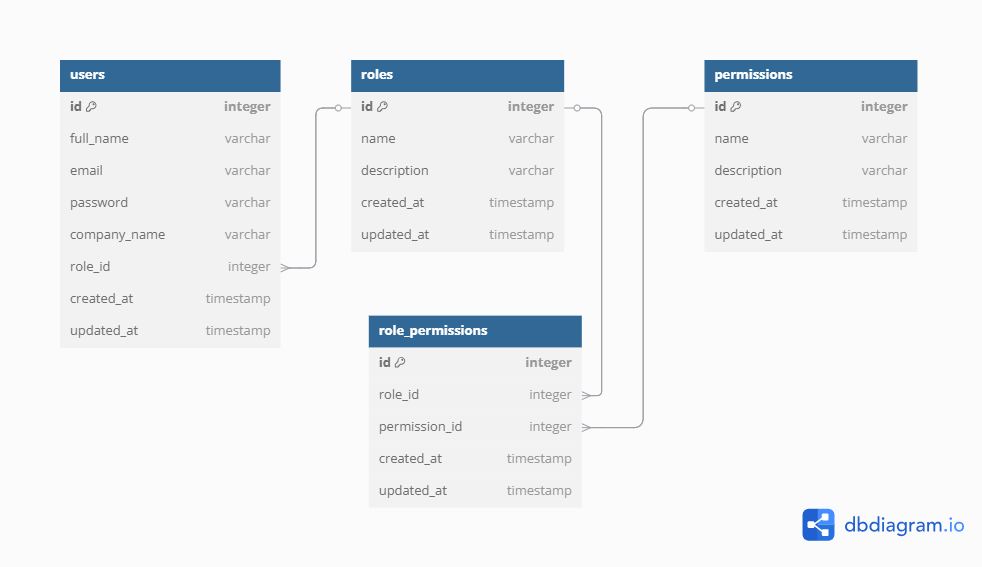 users
id integer
full_name varchar
email varchar
password varchar
company_name varchar
role_id integer
created_at timestamp
updated_at timestamp
roles
id integer
name varchar
description varchar
created_at timestamp
updated_at timestamp
permissions
id integer
name varchar
description varchar
created_at timestamp
updated_at timestamp
role_permissions
id integer
role_id integer
permission_id integer
created_at timestamp
updated_at timestamp
dbdiagram.io